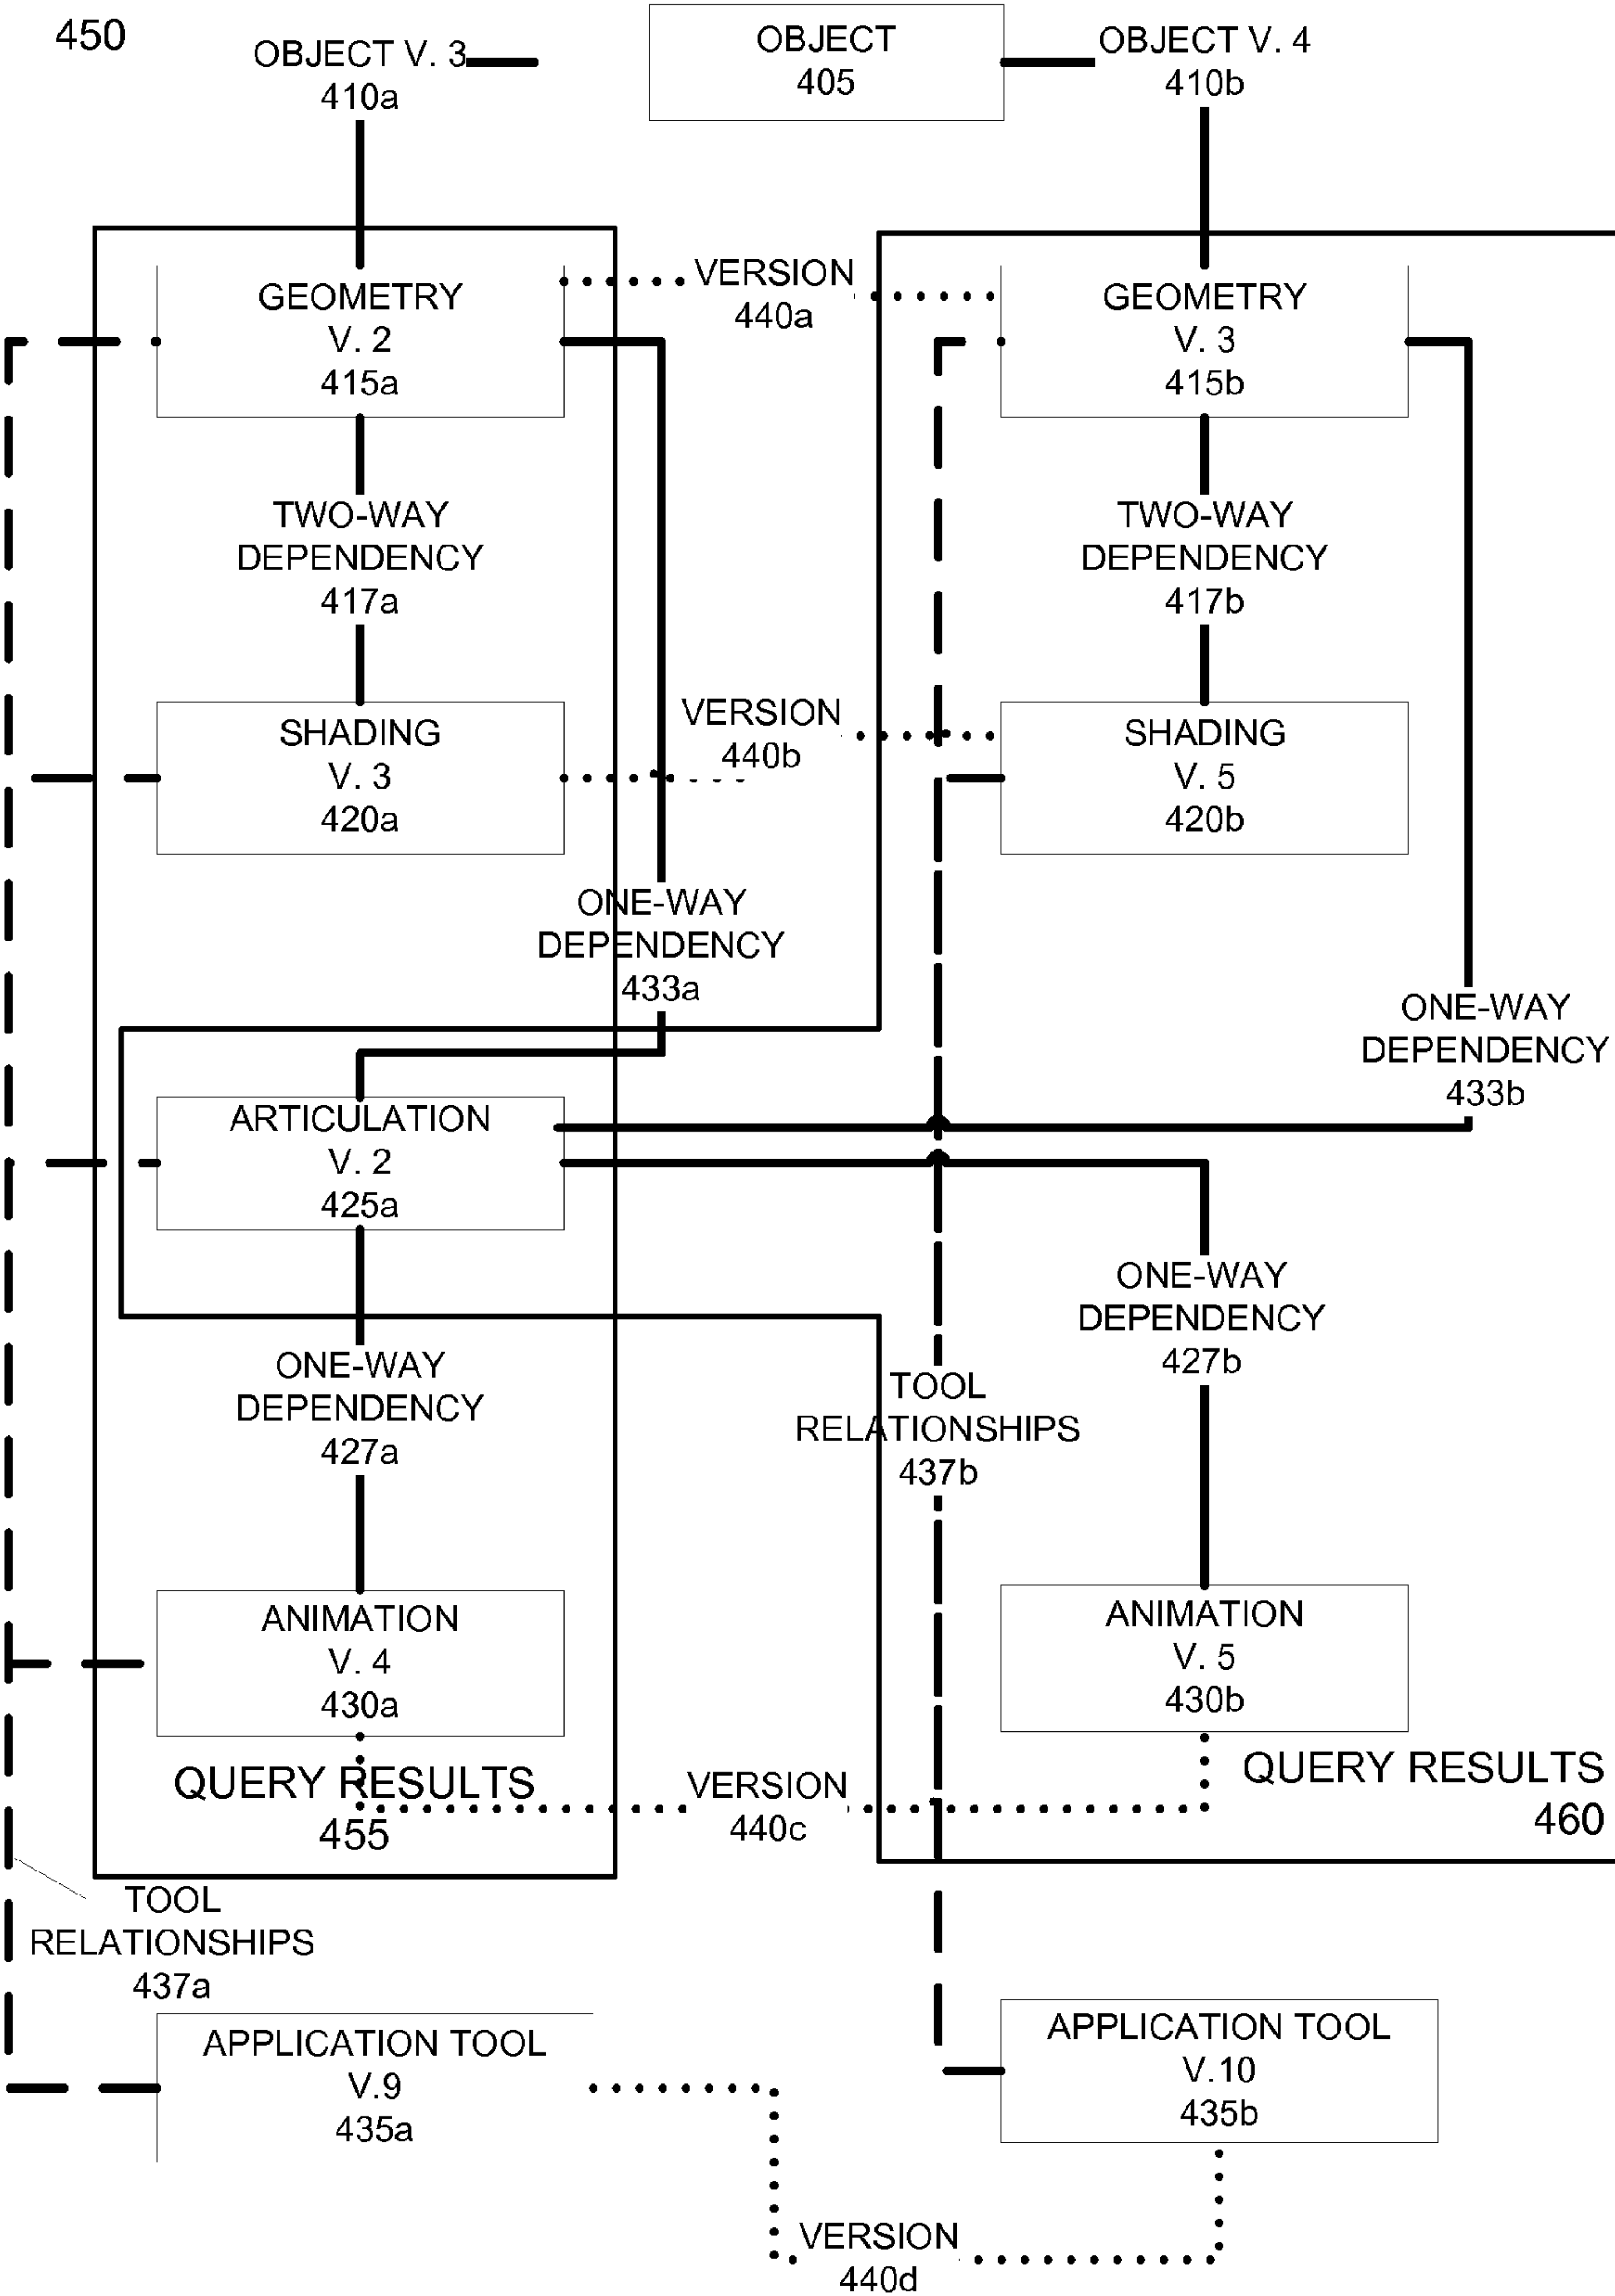 450
OBJECT V. 3
410a
OBJECT
405
OBJECT V. 4
410b
GEOMETRY
V. 2
415a
VERSION
440a
GEOMETRY
V. 3
415b
TWO-WAY
DEPENDENCY
417a
TWO-WAY
DEPENDENCY
417b
SHADING
V. 3
420a
VERSION
440b
SHADING
V. 5
420b
ONE-WAY
DEPENDENCY
433a
ONE-WAY
DEPENDENCY
433b
ARTICULATION
V. 2
425a
ONE-WAY
DEPENDENCY
427b
ONE-WAY
DEPENDENCY
427a
TOOL
RELATIONSHIPS
437b
ANIMATION
V. 4
430a
ANIMATION
V. 5
430b
QUERY RESULTS
455
VERSION
440c
QUERY RESULTS
460
TOOL
RELATIONSHIPS
437a
APPLICATION TOOL
V.9
435a
APPLICATION TOOL
V.10
435b
VERSION
440d